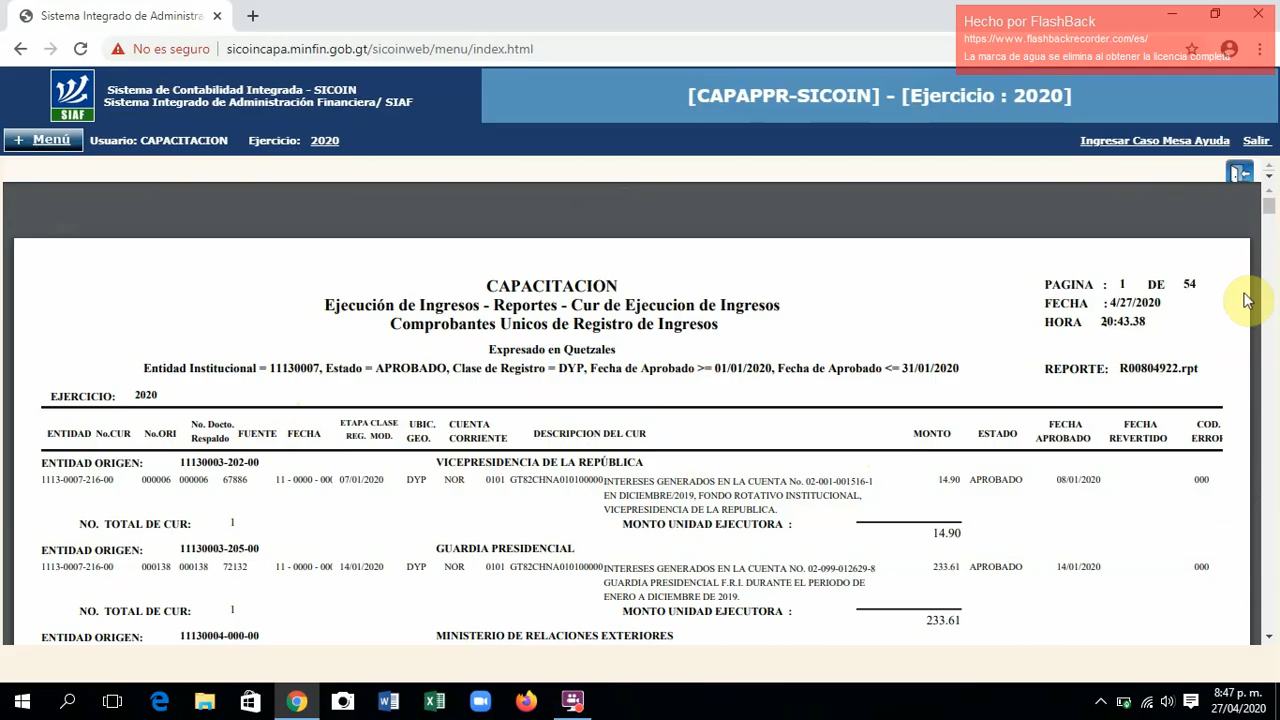 Sistema Integrado de Administra
Hecho por FlashBack
https://www.flashbackrecorder.com/es/
La marca de agua se elimina al obtener la licencia completa
No es seguro
sicoincapa.minfin.gob.gt/sicoinweb/menu/index.html
SIAF
Sistema de Contabilidad Integrada - SICOIN
Sistema Integrado de Administración Financiera/ SIAF
[CAPAPPR-SICOIN] - [Ejercicio : 2020]
+ Menú
Usuario: CAPACITACION
Ejercicio: 2020
Ingresar Caso Mesa Ayuda
Salir
CAPACITACION
Ejecución de Ingresos - Reportes - Cur de Ejecucion de Ingresos
Comprobantes Unicos de Registro de Ingresos
Expresado en Quetzales
PAGINA : 1 DE 54
FECHA : 4/27/2020
HORA : 20:43.38
Entidad Institucional = 11130007, Estado = APROBADO, Clase de Registro = DYP, Fecha de Aprobado >= 01/01/2020, Fecha de Aprobado <= 31/01/2020
REPORTE: R00804922.rpt
EJERCICIO: 2020
ENTIDAD No.CUR No.ORI No. Docto. Respaldo FUENTE FECHA ETAPA CLASE REG. MOD. UBIC. GEO. CUENTA CORRIENTE DESCRIPCION DEL CUR MONTO ESTADO FECHA APROBADO FECHA REVERTIDO COD. ERROR
ENTIDAD ORIGEN: 11130003-202-00 VICEPRESIDENCIA DE LA REPÚBLICA
1113-0007-216-00 000006 000006 67886 11 - 0000 - 000 07/01/2020 DYP NOR 0101 GT82CHNA010100000 INTERESES GENERADOS EN LA CUENTA No. 02-001-001516-1 14.90 APROBADO 08/01/2020 000
EN DICIEMBRE/2019, FONDO ROTATIVO INSTITUCIONAL,
VICEPRESIDENCIA DE LA REPUBLICA.
NO. TOTAL DE CUR: 1 MONTO UNIDAD EJECUTORA :
14.90
ENTIDAD ORIGEN: 11130003-205-00 GUARDIA PRESIDENCIAL
1113-0007-216-00 000138 000138 72132 11 - 0000 - 000 14/01/2020 DYP NOR 0101 GT82CHNA010100000 INTERESES GENERADOS EN LA CUENTA NO. 02-099-012629-8 233.61 APROBADO 14/01/2020 000
GUARDIA PRESIDENCIAL F.R.I. DURANTE EL PERIODO DE
ENERO A DICIEMBRE DE 2019.
NO. TOTAL DE CUR: 1 MONTO UNIDAD EJECUTORA :
233.61
ENTIDAD ORIGEN: 11130004-000-00 MINISTERIO DE RELACIONES EXTERIORES
8:47 p. m.
27/04/2020